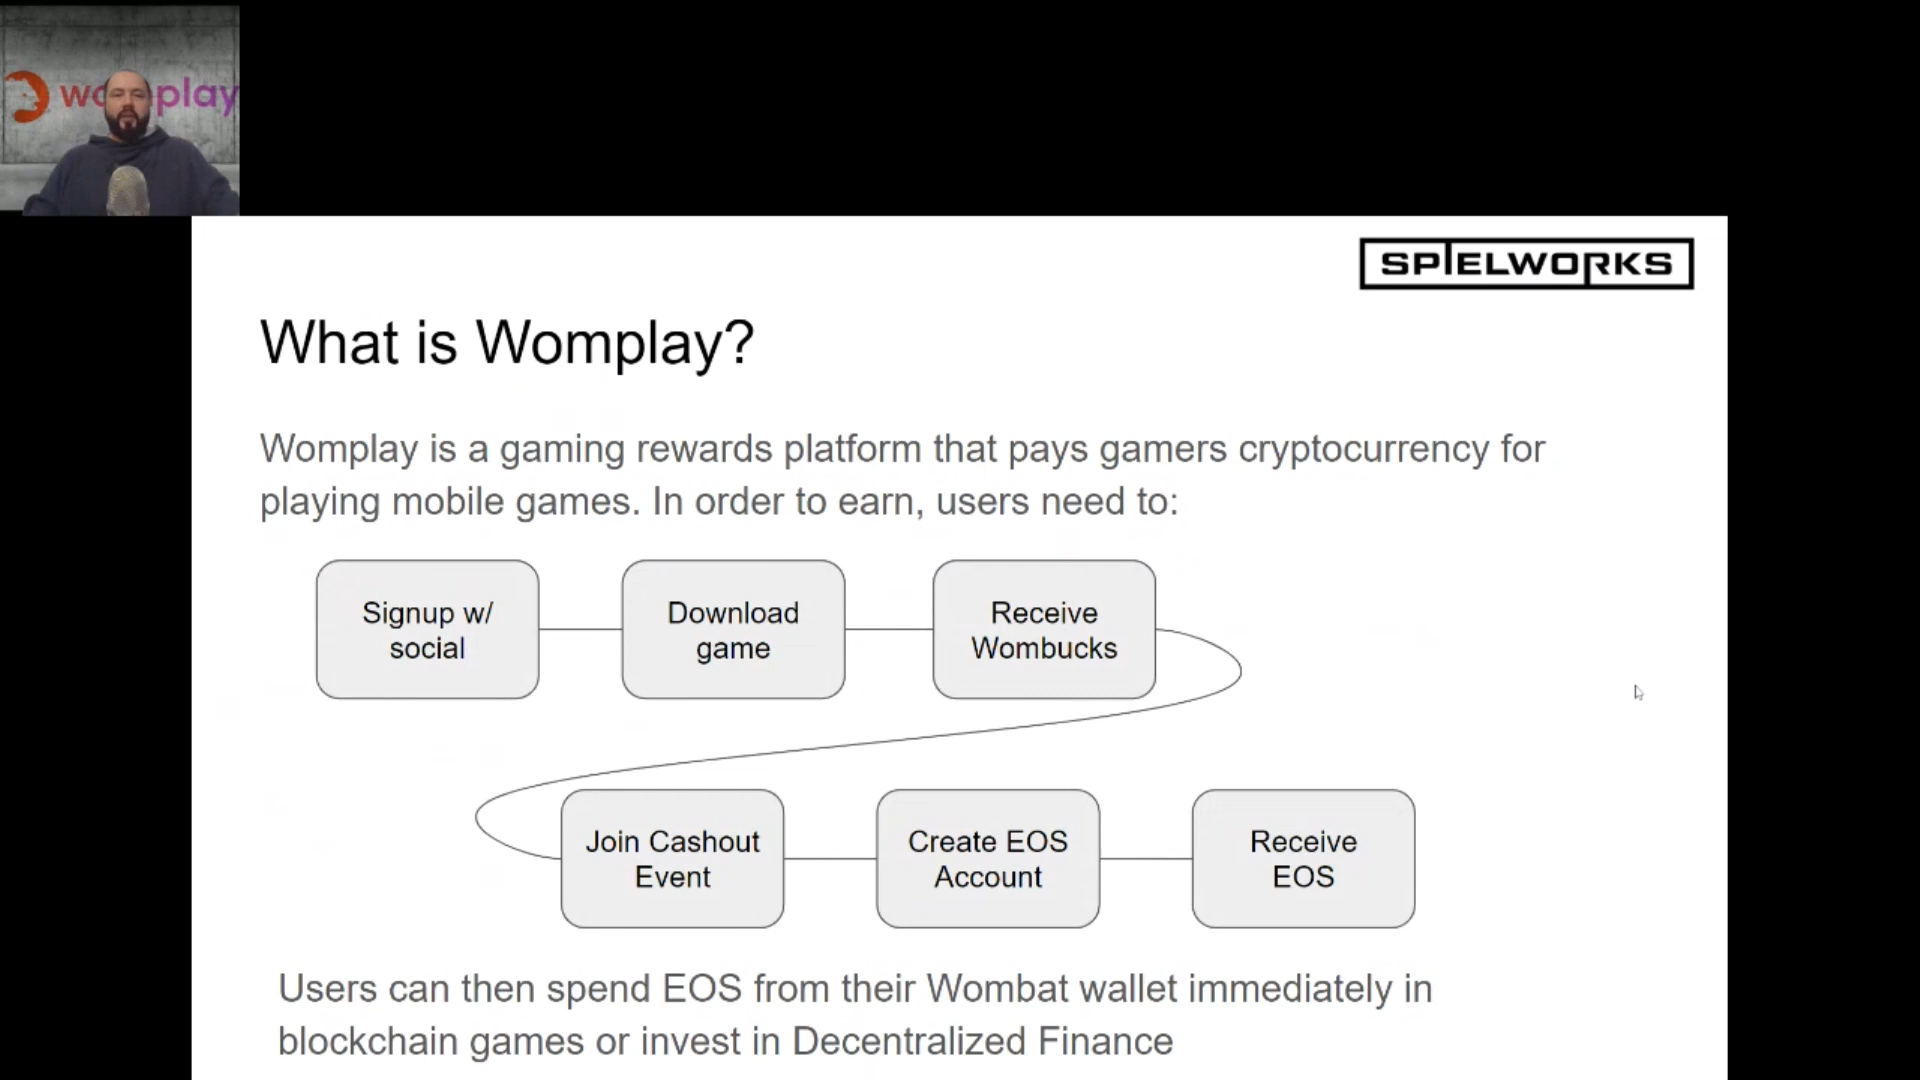 womplay
SPIELWORKS
What is Womplay?
Womplay is a gaming rewards platform that pays gamers cryptocurrency for
playing mobile games. In order to earn, users need to:
Signup w/
social
Download
game
Receive
Wombucks
Join Cashout
Event
Create EOS
Account
Receive
EOS
Users can then spend EOS from their Wombat wallet immediately in
blockchain games or invest in Decentralized Finance